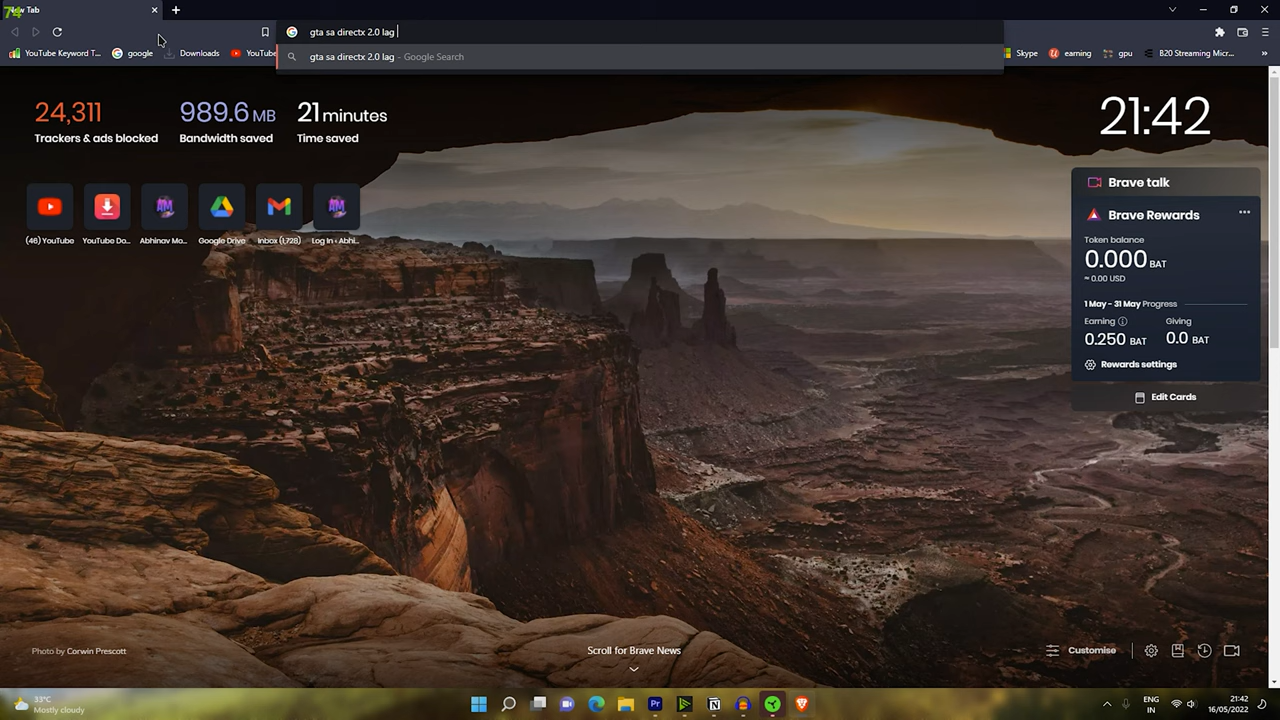 74
New Tab
gta sa directx 2.0 lag
YouTube Keyword T...
google
Downloads
YouTube
gta sa directx 2.0 lag - Google Search
Skype
earning
gpu
B20 Streaming Micr...
»
24,311
Trackers & ads blocked
989.6 MB
Bandwidth saved
21 minutes
Time saved
21:42
Brave talk
Brave Rewards
Token balance
0.000 BAT
≈ 0.00 USD
1 May - 31 May Progress
Earning
Giving
0.250 BAT
0.0 BAT
Rewards settings
Edit Cards
(46) YouTube
YouTube Do...
Abhinav Mo...
Google Drive
Inbox (1,728)
Log In ‹ Abhi...
Photo by Corwin Prescott
Scroll for Brave News
Customise
33°C
Mostly cloudy
ENG
IN
21:42
16/05/2022